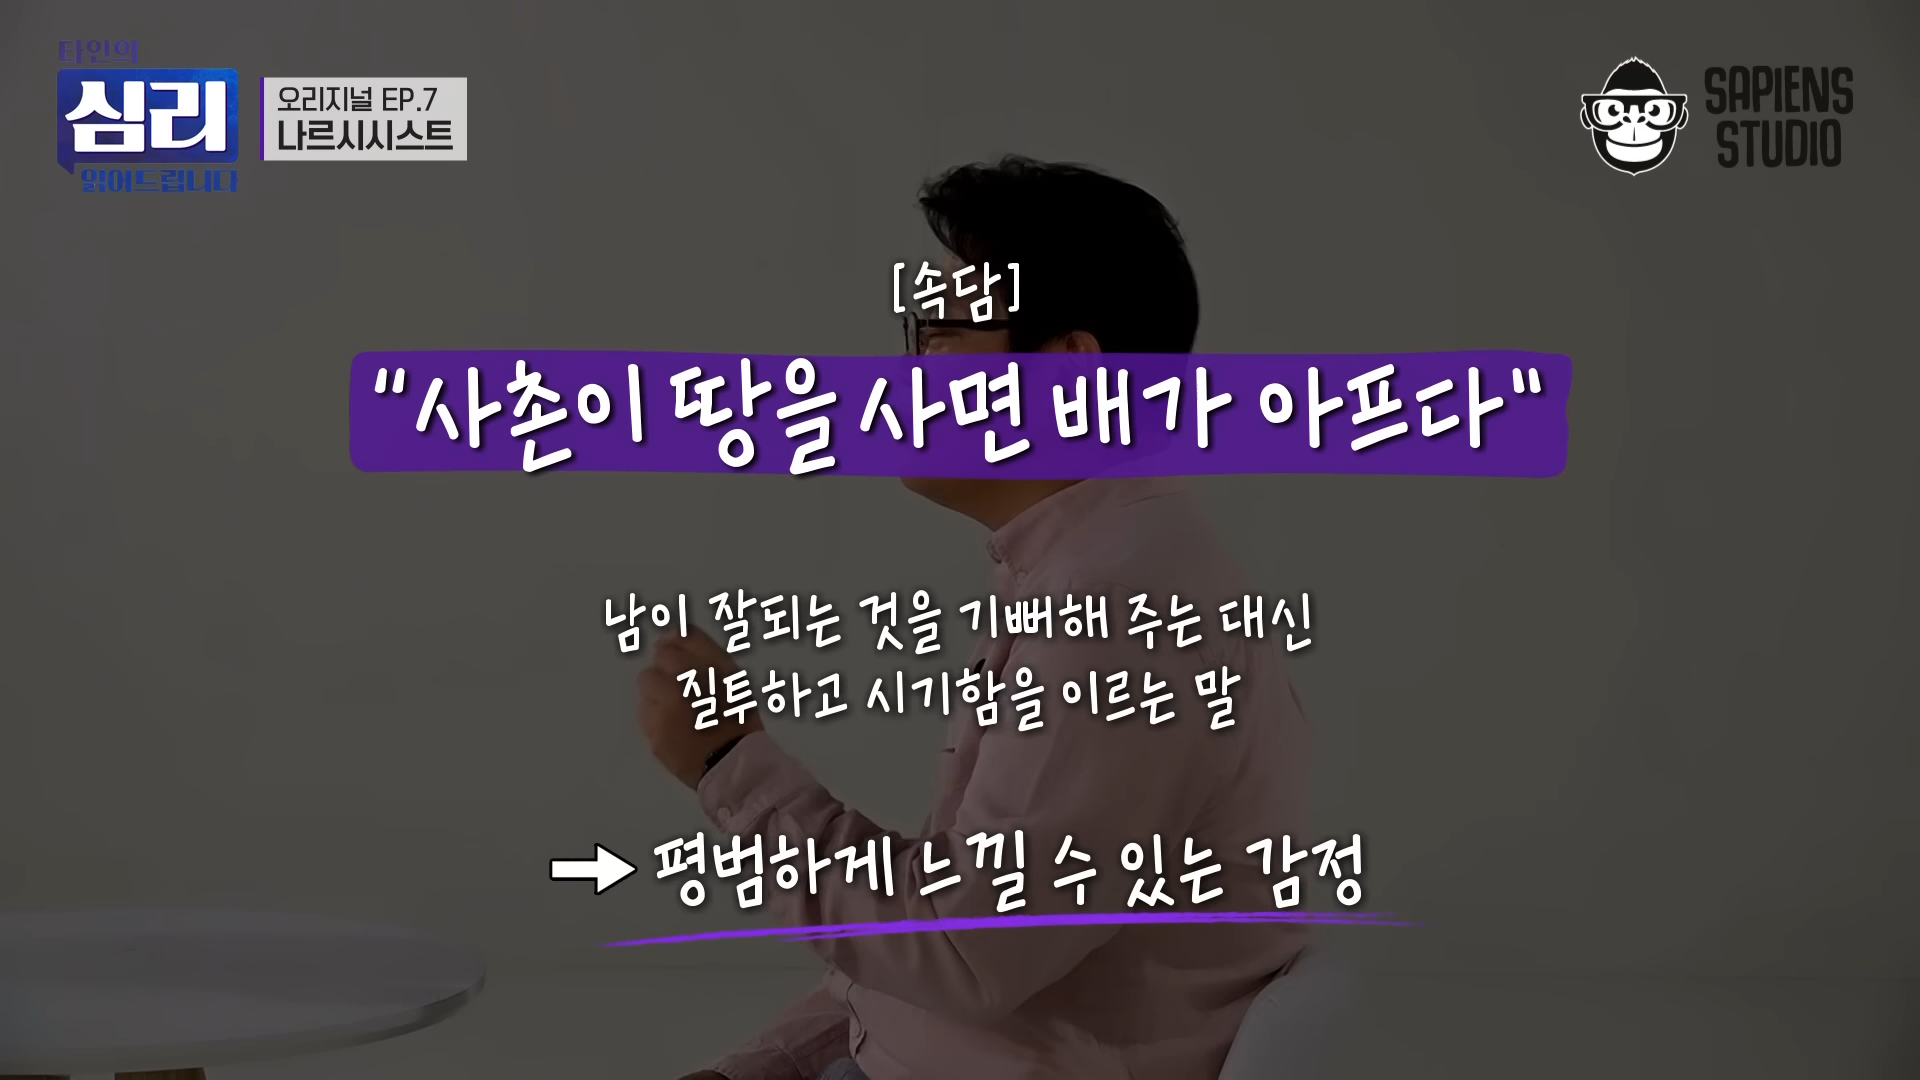 타인의
심리
읽어드립니다
오리지널 EP.7
나르시시스트
SAPIENS
STUDIO
[속담]
"사촌이 땅을 사면 배가 아프다"
남이 잘되는 것을 기뻐해 주는 대신
질투하고 시기함을 이르는 말
➡ 평범하게 느낄 수 있는 감정